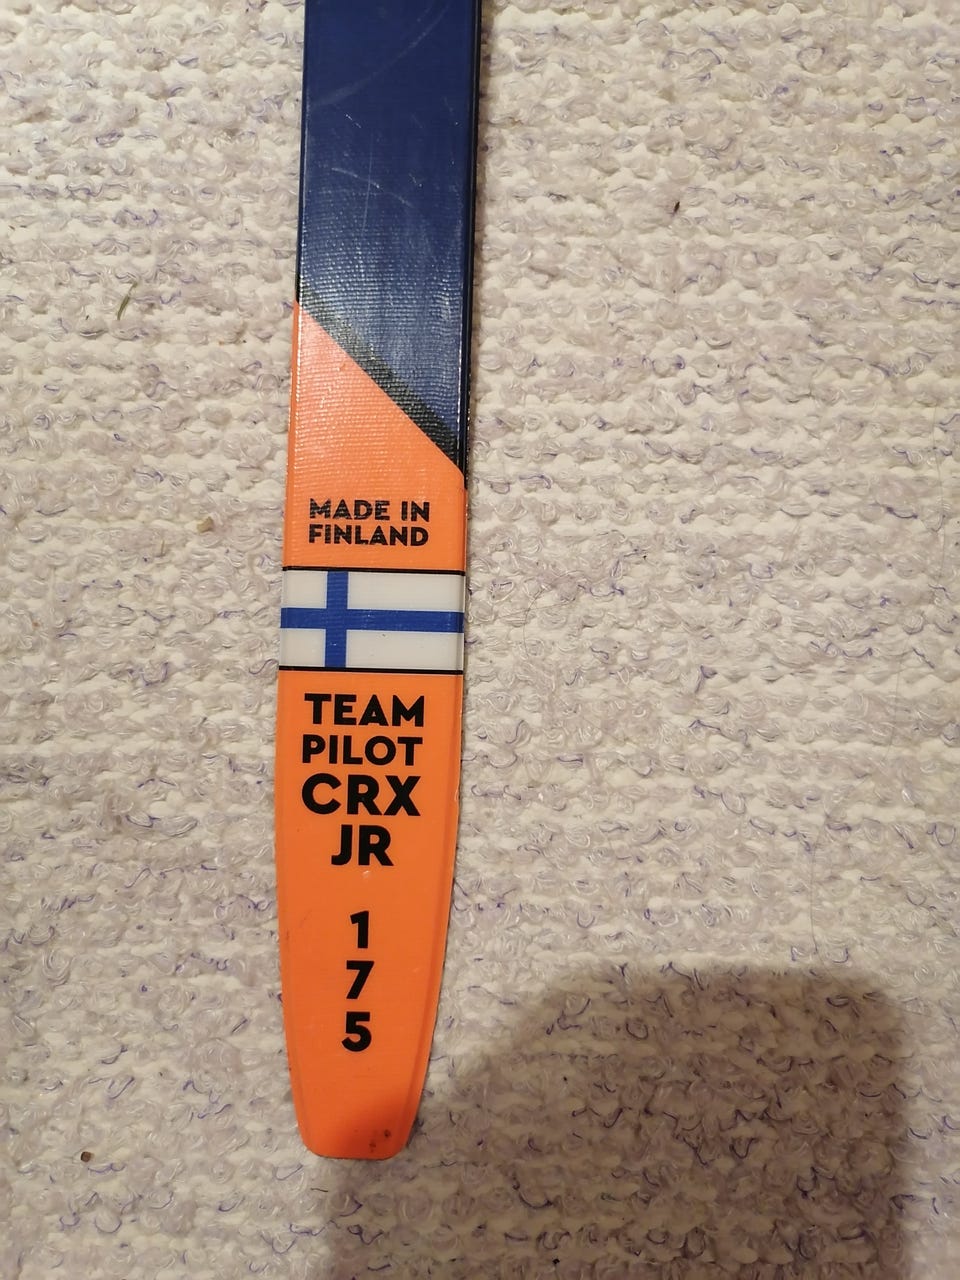 MADE IN
FINLAND
TEAM
PILOT
CRX
JR
1
7
5